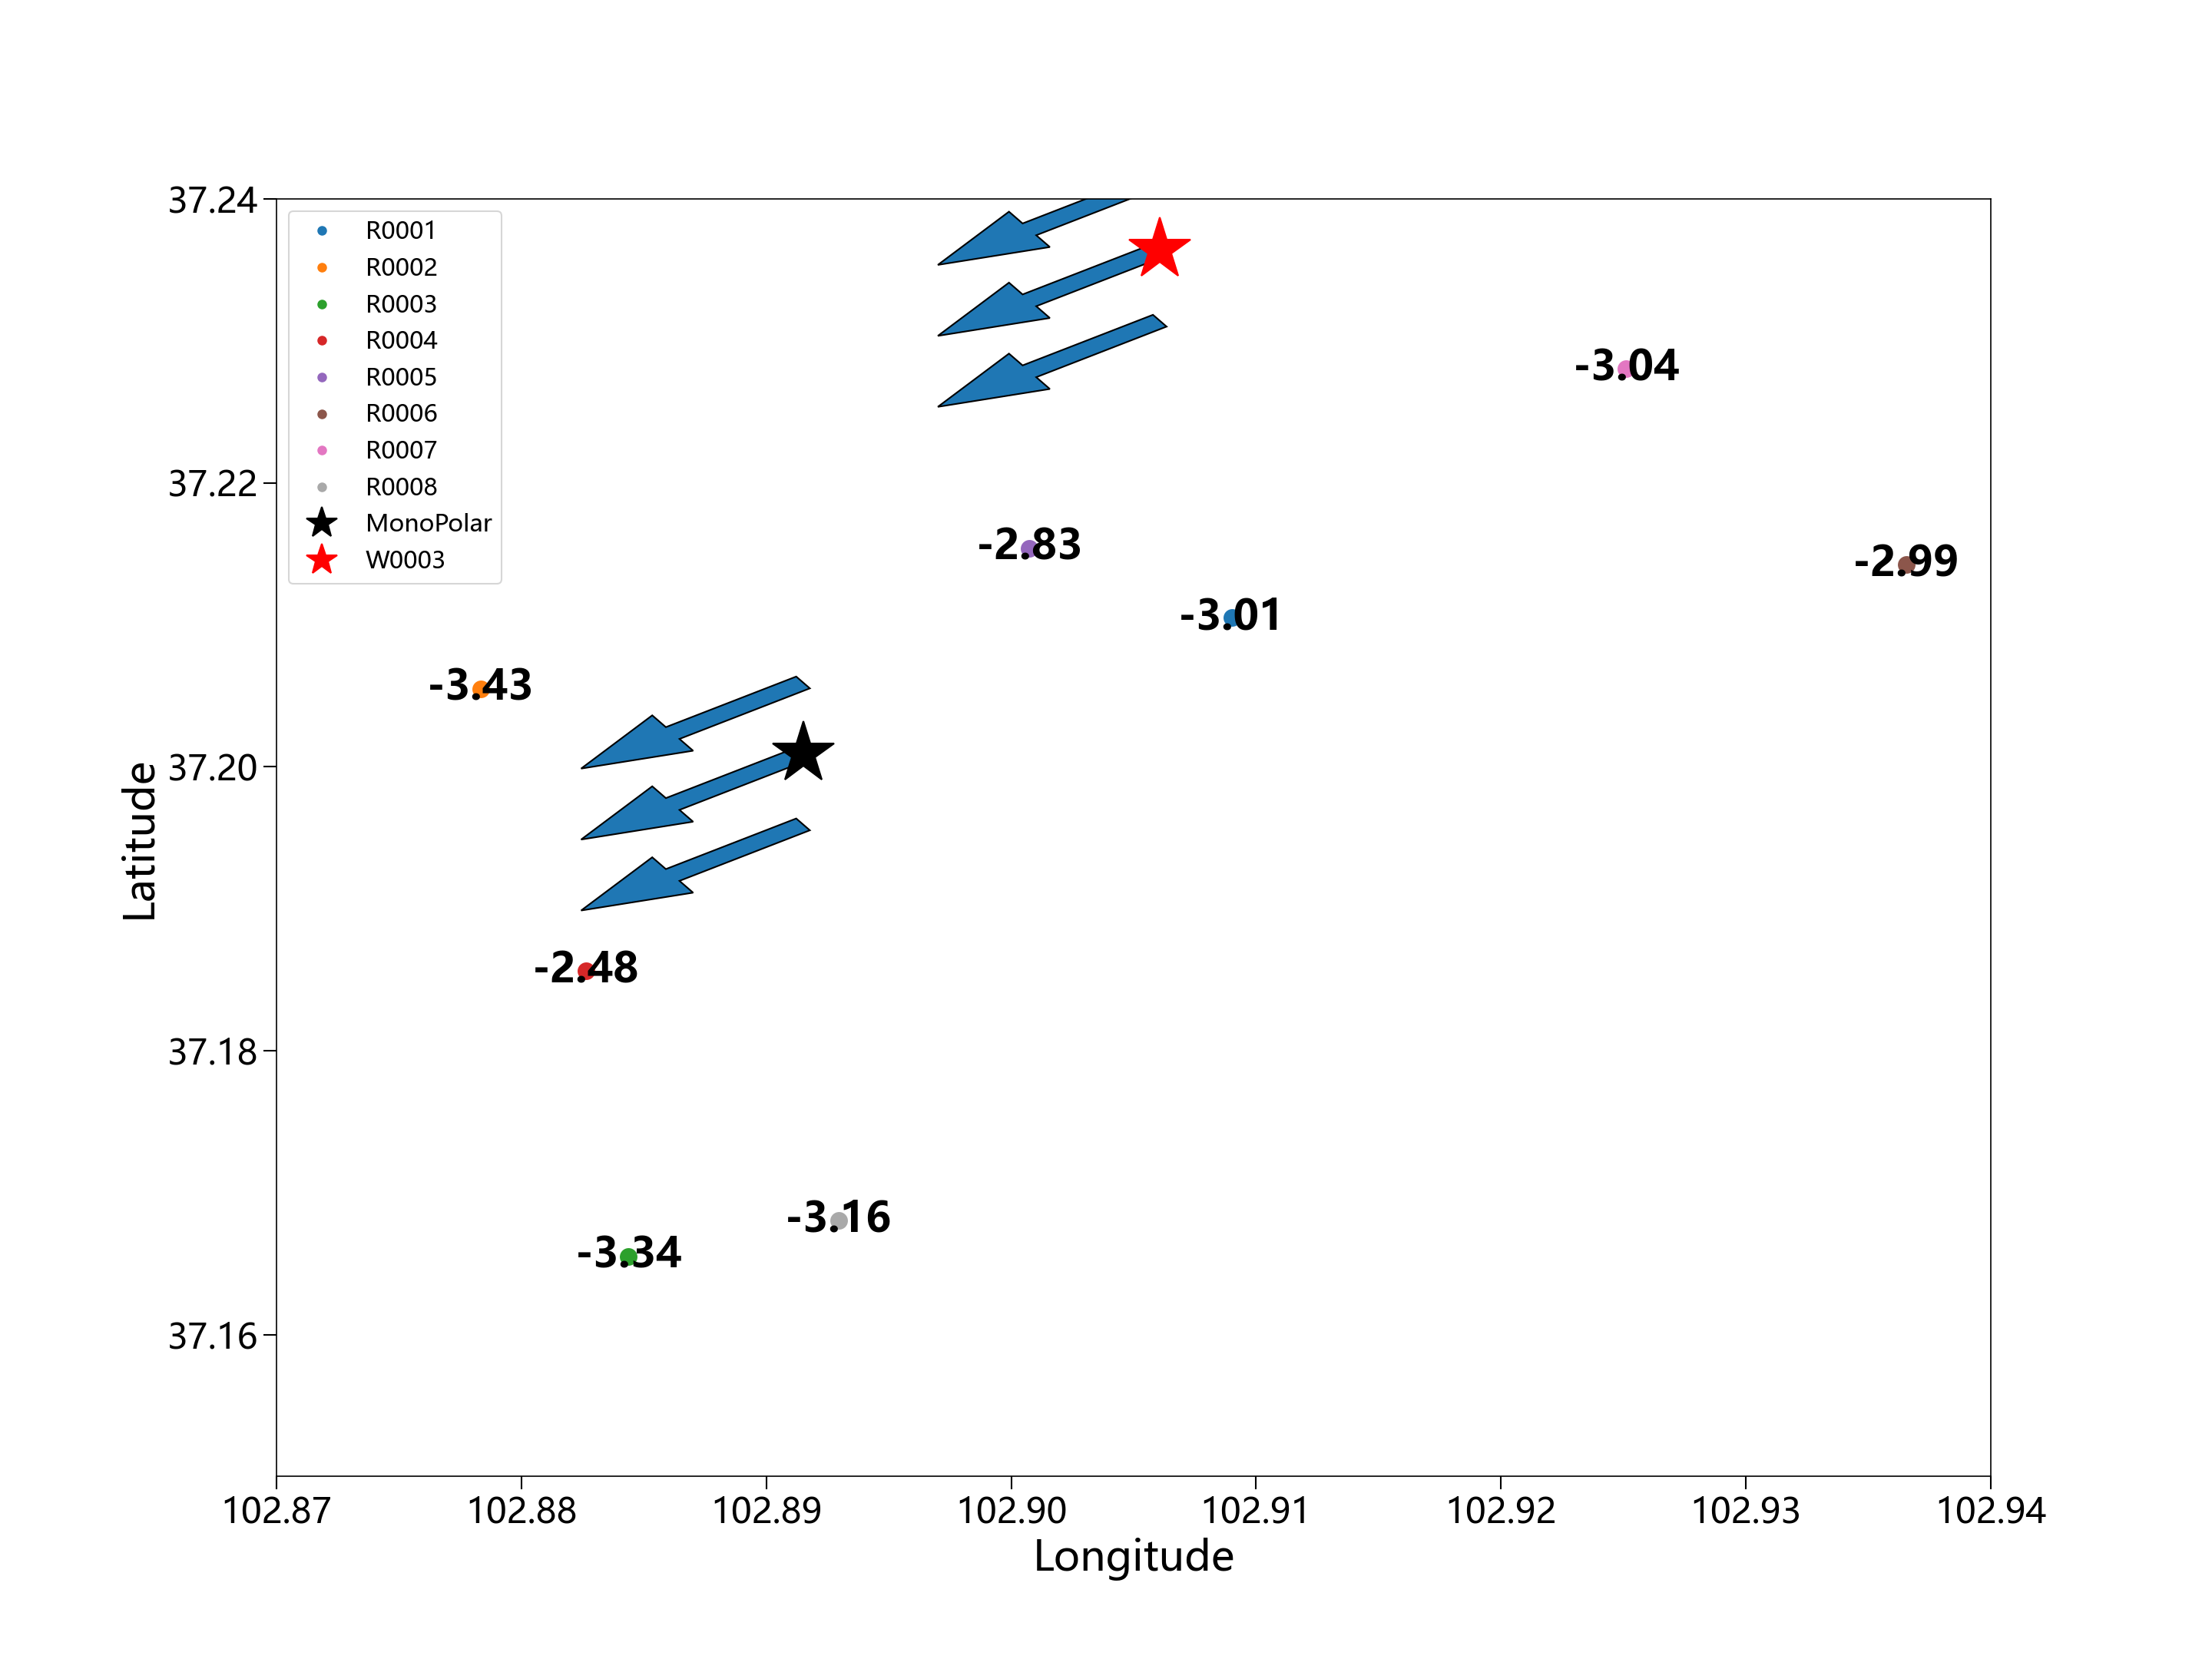 37.24
R0001
R0002
R0003
R0004
R0005
R0006
R0007
R0008
MonoPolar
W0003
-3.04
37.22
-2.83
-2.99
-3.01
-3.43
37.20
Latitude
-2.48
37.18
-3.16
-3.34
37.16
102.87 102.88 102.89 102.90 102.91 102.92 102.93 102.94
Longitude